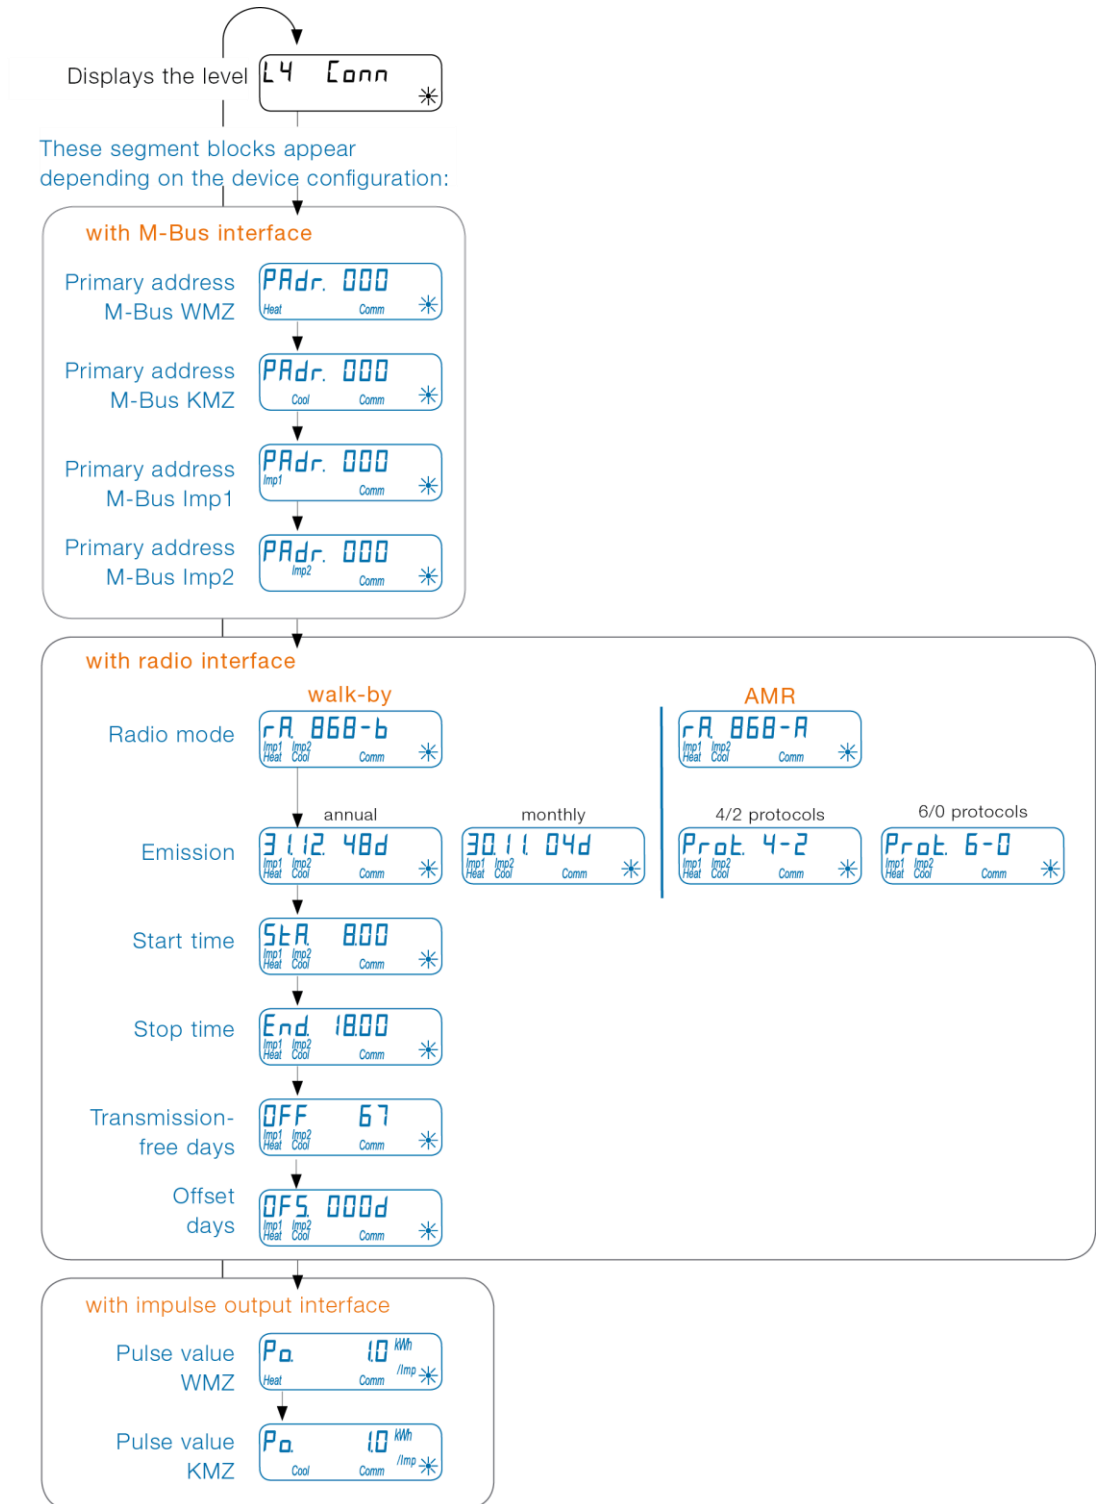 Displays the level
L4 Conn
These segment blocks appear
depending on the device configuration:
with M-Bus interface
Primary address
M-Bus WMZ
PAdr. 000
Heat Comm
Primary address
M-Bus KMZ
PAdr. 000
Cool Comm
Primary address
M-Bus Imp1
PAdr. 000
Imp1
Comm
Primary address
M-Bus Imp2
PAdr. 000
Imp2
Comm
with radio interface
walk-by
AMR
Radio mode
rA. 868-b
Imp1 Imp2
Heat Cool Comm
rA. 868-A
Imp1 Imp2
Heat Cool Comm
annual
monthly
4/2 protocols
6/0 protocols
Emission
31.12. 48d
Imp1 Imp2
Heat Cool Comm
30.11. 04d
Imp1 Imp2
Heat Cool Comm
Prot. 4-2
Imp1 Imp2
Heat Cool Comm
Prot. 6-0
Imp1 Imp2
Heat Cool Comm
Start time
StA. 8.00
Imp1 Imp2
Heat Cool Comm
Stop time
End. 18.00
Imp1 Imp2
Heat Cool Comm
Transmission-
free days
OFF 67
Imp1 Imp2
Heat Cool Comm
Offset
days
OFS. 000d
Imp1 Imp2
Heat Cool Comm
with impulse output interface
Pulse value
WMZ
Po. 1.0 kWh
/Imp
Heat Comm
Pulse value
KMZ
Po. 1.0 kWh
/Imp
Cool Comm